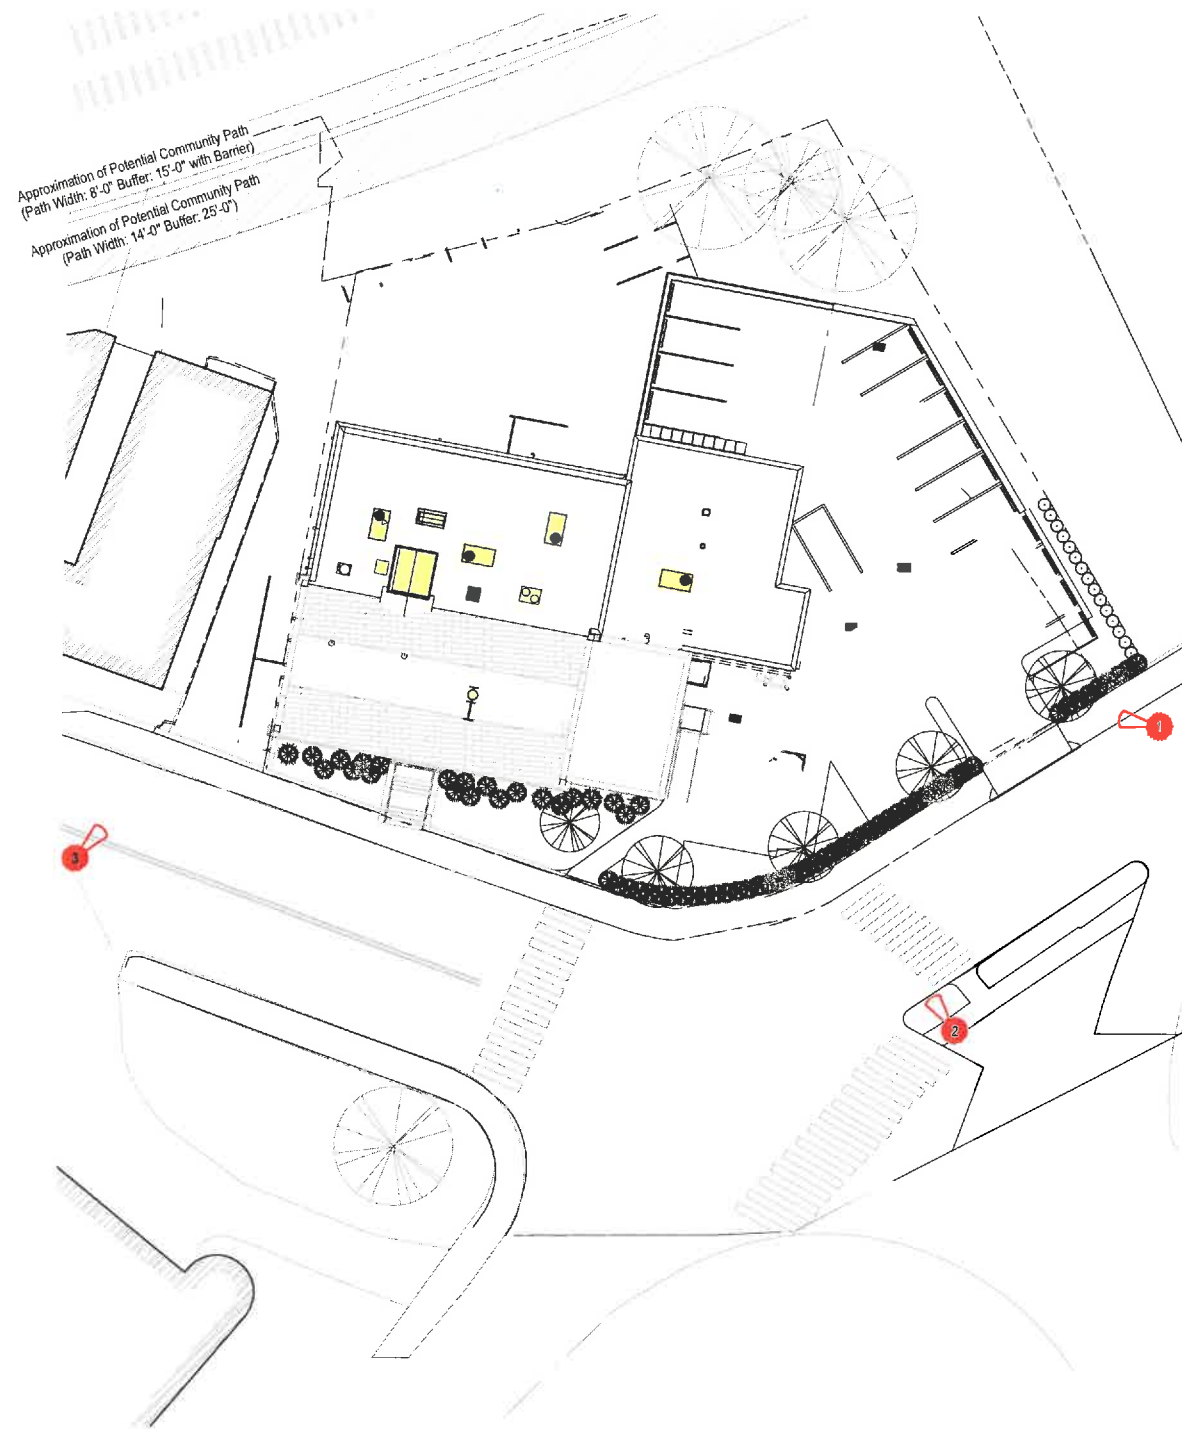 Approximation of Potential Community Path
(Path Width: 8'-0" Buffer: 15'-0" with Barrier)
Approximation of Potential Community Path
(Path Width: 14'-0" Buffer: 25'-0")
1
3
2